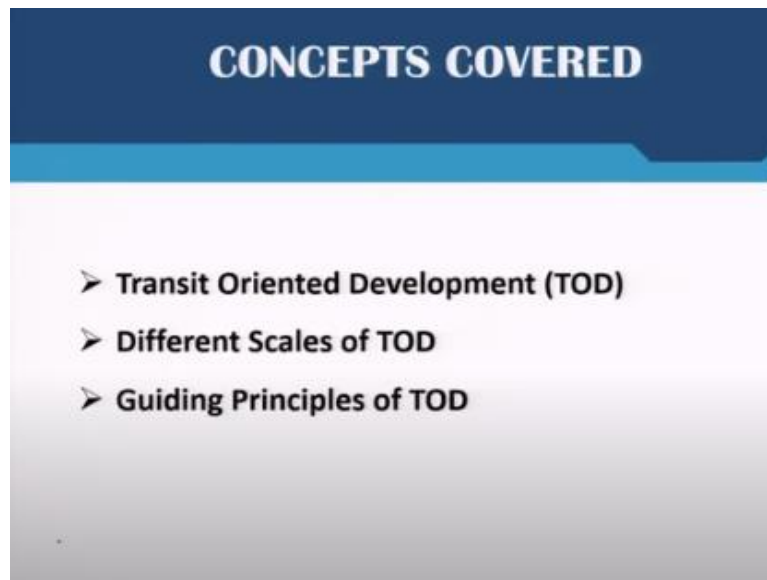 CONCEPTS COVERED
➢ Transit Oriented Development (TOD)
➢ Different Scales of TOD
➢ Guiding Principles of TOD